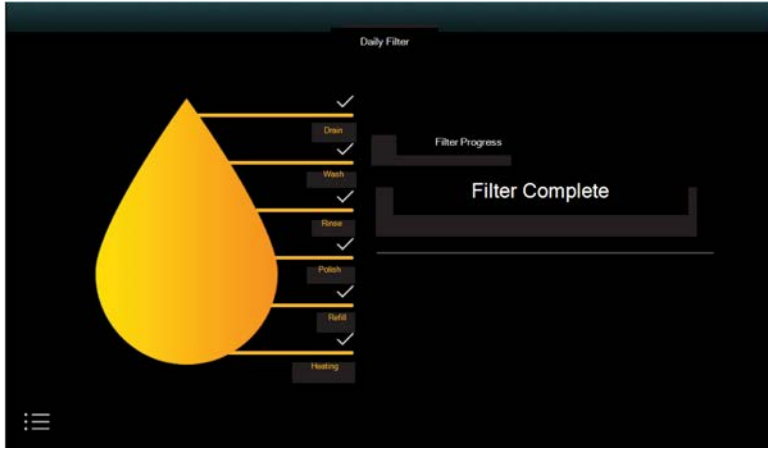 Daily Filter
Drain
Wash
Rinse
Polish
Refill
Heating
Filter Progress
Filter Complete